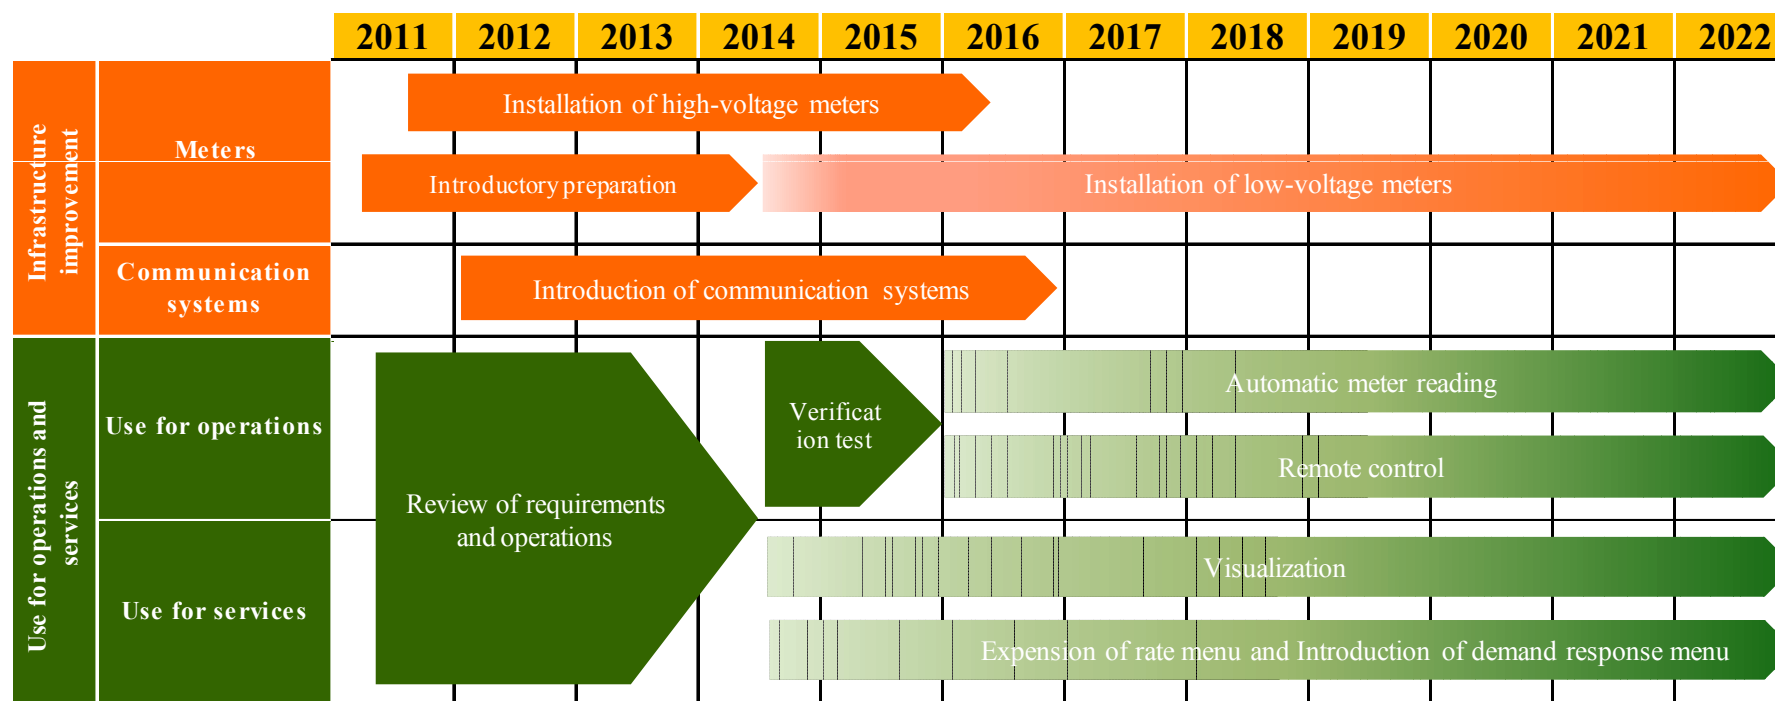 2011 2012 2013 2014 2015 2016 2017 2018 2019 2020 2021 2022
Infrastructure
improvement
Meters
Installation of high-voltage meters
Introductory preparation
Installation of low-voltage meters
Communication
systems
Introduction of communication systems
Use for operations and
services
Use for operations
Review of requirements
and operations
Verificat
ion test
Automatic meter reading
Remote control
Use for services
Visualization
Expension of rate menu and Introduction of demand response menu